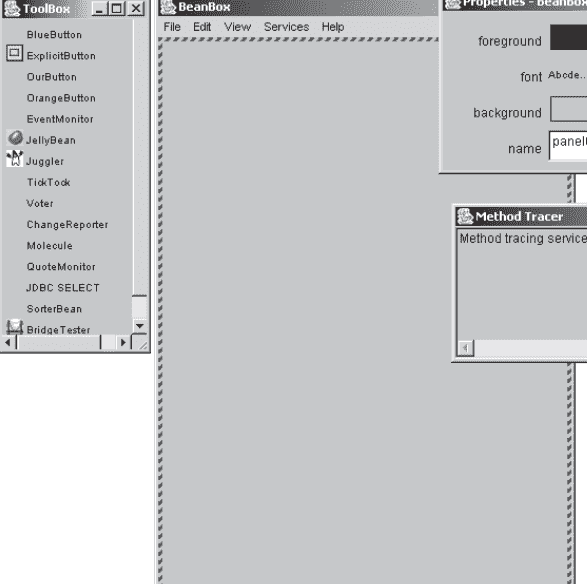 ToolBox
BlueButton
ExplicitButton
OurButton
OrangeButton
EventMonitor
JellyBean
Juggler
TickTock
Voter
ChangeReporter
Molecule
QuoteMonitor
JDBC SELECT
SorterBean
BridgeTester
BeanBox
File Edit View Services Help
Properties - BeanBox
foreground
font Abcde...
background
name panel
Method Tracer
Method tracing service